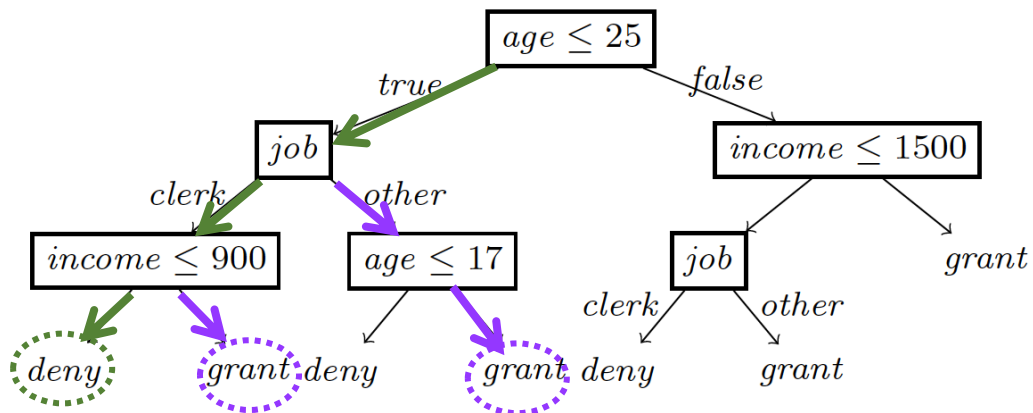 age ≤ 25
true false
job income ≤ 1500
clerk other
income ≤ 900 age ≤ 17 job grant
clerk other
deny grant deny grant deny grant